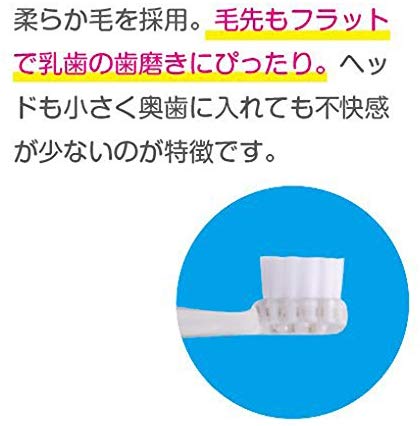 柔らか毛を採用。毛先もフラット
で乳歯の歯磨きにぴったり。ヘッ
ドも小さく奥歯に入れても不快感
が少ないのが特徴です。